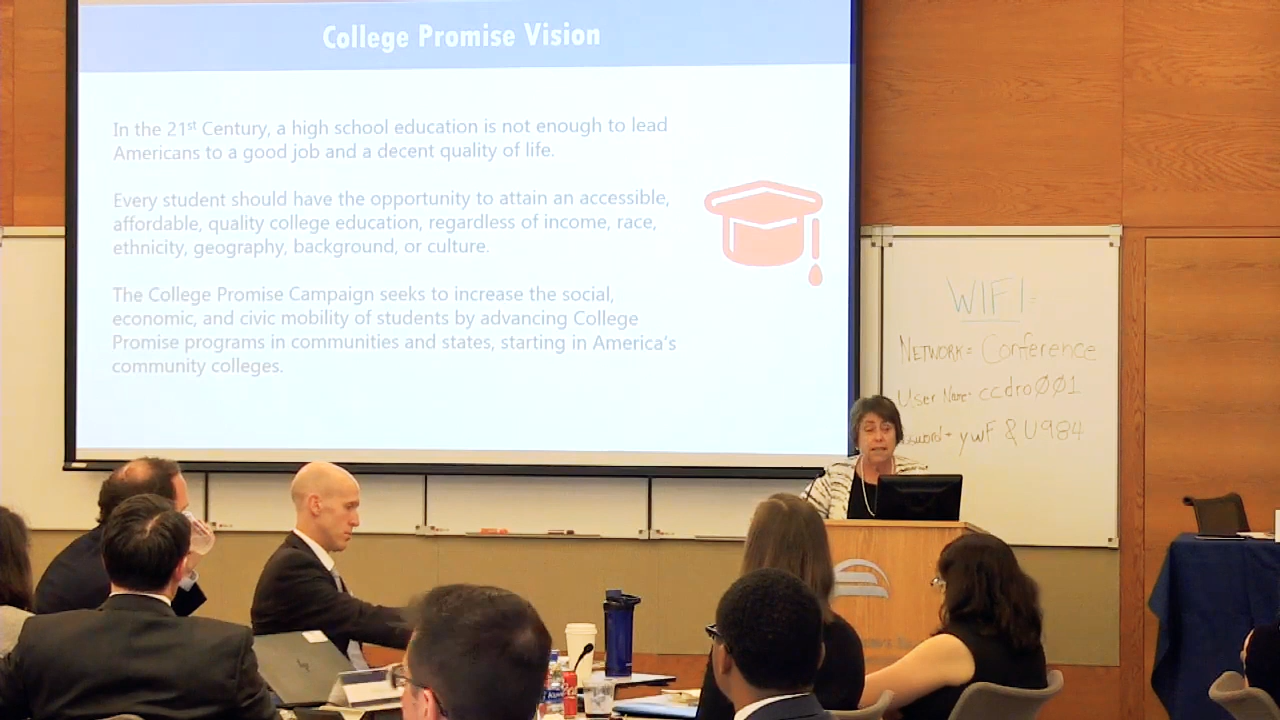 College Promise Vision
In the 21st Century, a high school education is not enough to lead
Americans to a good job and a decent quality of life.
Every student should have the opportunity to attain an accessible,
affordable, quality college education, regardless of income, race,
ethnicity, geography, background, or culture.
The College Promise Campaign seeks to increase the social,
economic, and civic mobility of students by advancing College
Promise programs in communities and states, starting in America's
community colleges.
WIFI:
NETWORK= Conference
User Name= ccdro001
ywF & U984